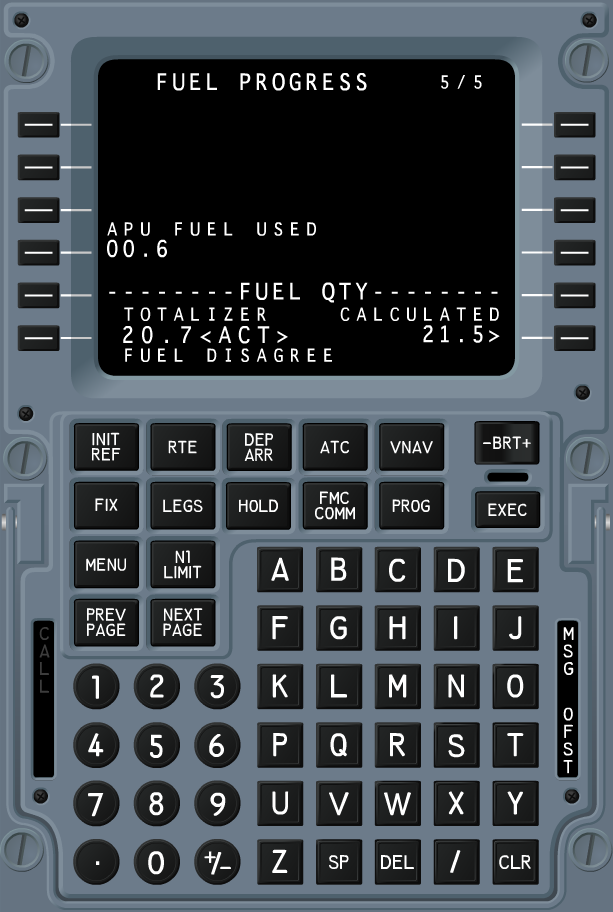 FUEL PROGRESS 5/5
APU FUEL USED
00.6
--------FUEL QTY--------
TOTALIZER CALCULATED
20.7<ACT> 21.5>
FUEL DISAGREE
INIT REF
RTE
DEP ARR
ATC
VNAV
-BRT+
FIX
LEGS
HOLD
FMC COMM
PROG
EXEC
MENU
N1 LIMIT
PREV PAGE
NEXT PAGE
A B C D E
F G H I J
CALL
MSG OFST
1 2 3 K L M N O
4 5 6 P Q R S T
7 8 9 U V W X Y
. 0 +/- Z SP DEL / CLR